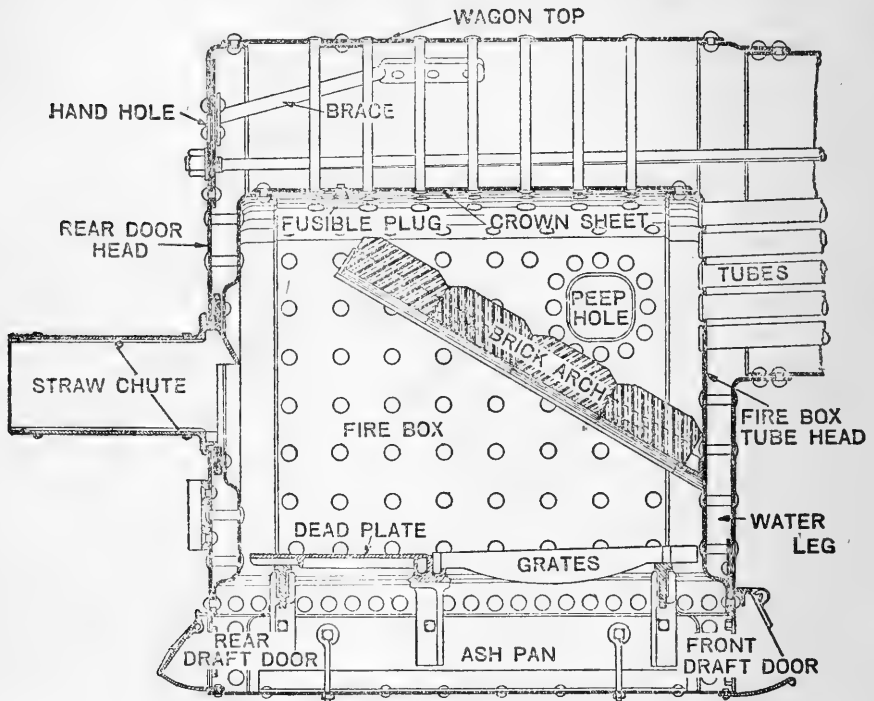 WAGON TOP
HAND HOLE
BRACE
REAR DOOR
HEAD
FUSIBLE PLUG
CROWN SHEET
TUBES
PEEP
HOLE
BRICK ARCH
STRAW CHUTE
FIRE BOX
FIRE BOX
TUBE HEAD
WATER
LEG
DEAD PLATE
GRATES
REAR
DRAFT DOOR
ASH PAN
FRONT
DRAFT DOOR